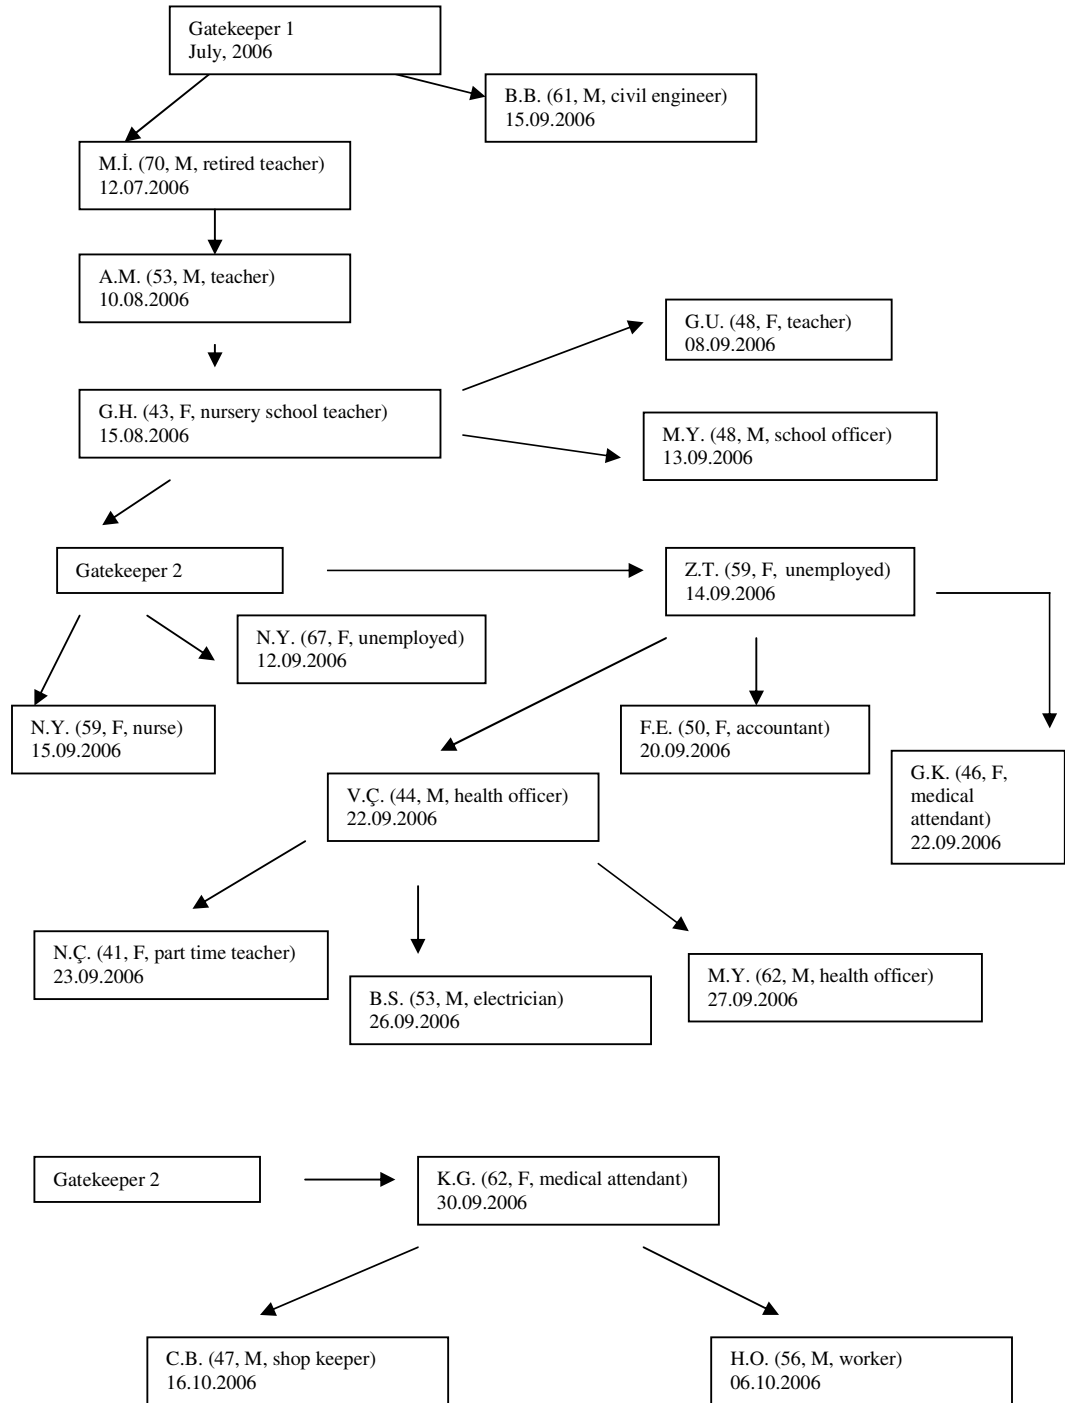 Gatekeeper 1
July, 2006
B.B. (61, M, civil engineer)
15.09.2006
M.İ. (70, M, retired teacher)
12.07.2006
A.M. (53, M, teacher)
10.08.2006
G.U. (48, F, teacher)
08.09.2006
G.H. (43, F, nursery school teacher)
15.08.2006
M.Y. (48, M, school officer)
13.09.2006
Gatekeeper 2
Z.T. (59, F, unemployed)
14.09.2006
N.Y. (67, F, unemployed)
12.09.2006
N.Y. (59, F, nurse)
15.09.2006
F.E. (50, F, accountant)
20.09.2006
G.K. (46, F,
medical
attendant)
22.09.2006
V.Ç. (44, M, health officer)
22.09.2006
N.Ç. (41, F, part time teacher)
23.09.2006
B.S. (53, M, electrician)
26.09.2006
M.Y. (62, M, health officer)
27.09.2006
Gatekeeper 2
K.G. (62, F, medical attendant)
30.09.2006
C.B. (47, M, shop keeper)
16.10.2006
H.O. (56, M, worker)
06.10.2006